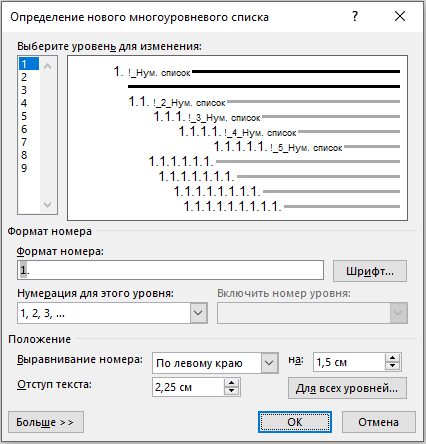 Определение нового многоуровневого списка
Выберите уровень для изменения:
1
2
3
4
5
6
7
8
9
1. !_Нум. список
1.1. !_2_Нум. список
1.1.1. !_3_Нум. список
1.1.1.1. !_4_Нум. список
1.1.1.1.1. !_5_Нум. список
1.1.1.1.1.1.
1.1.1.1.1.1.1.
1.1.1.1.1.1.1.1.
1.1.1.1.1.1.1.1.1.
Формат номера
Формат номера:
1.
Шрифт...
Нумерация для этого уровня:
Включить номер уровня:
1, 2, 3, ...
Положение
Выравнивание номера:
По левому краю
на:
1,5 см
Отступ текста:
2,25 см
Для всех уровней...
Больше >>
ОК
Отмена